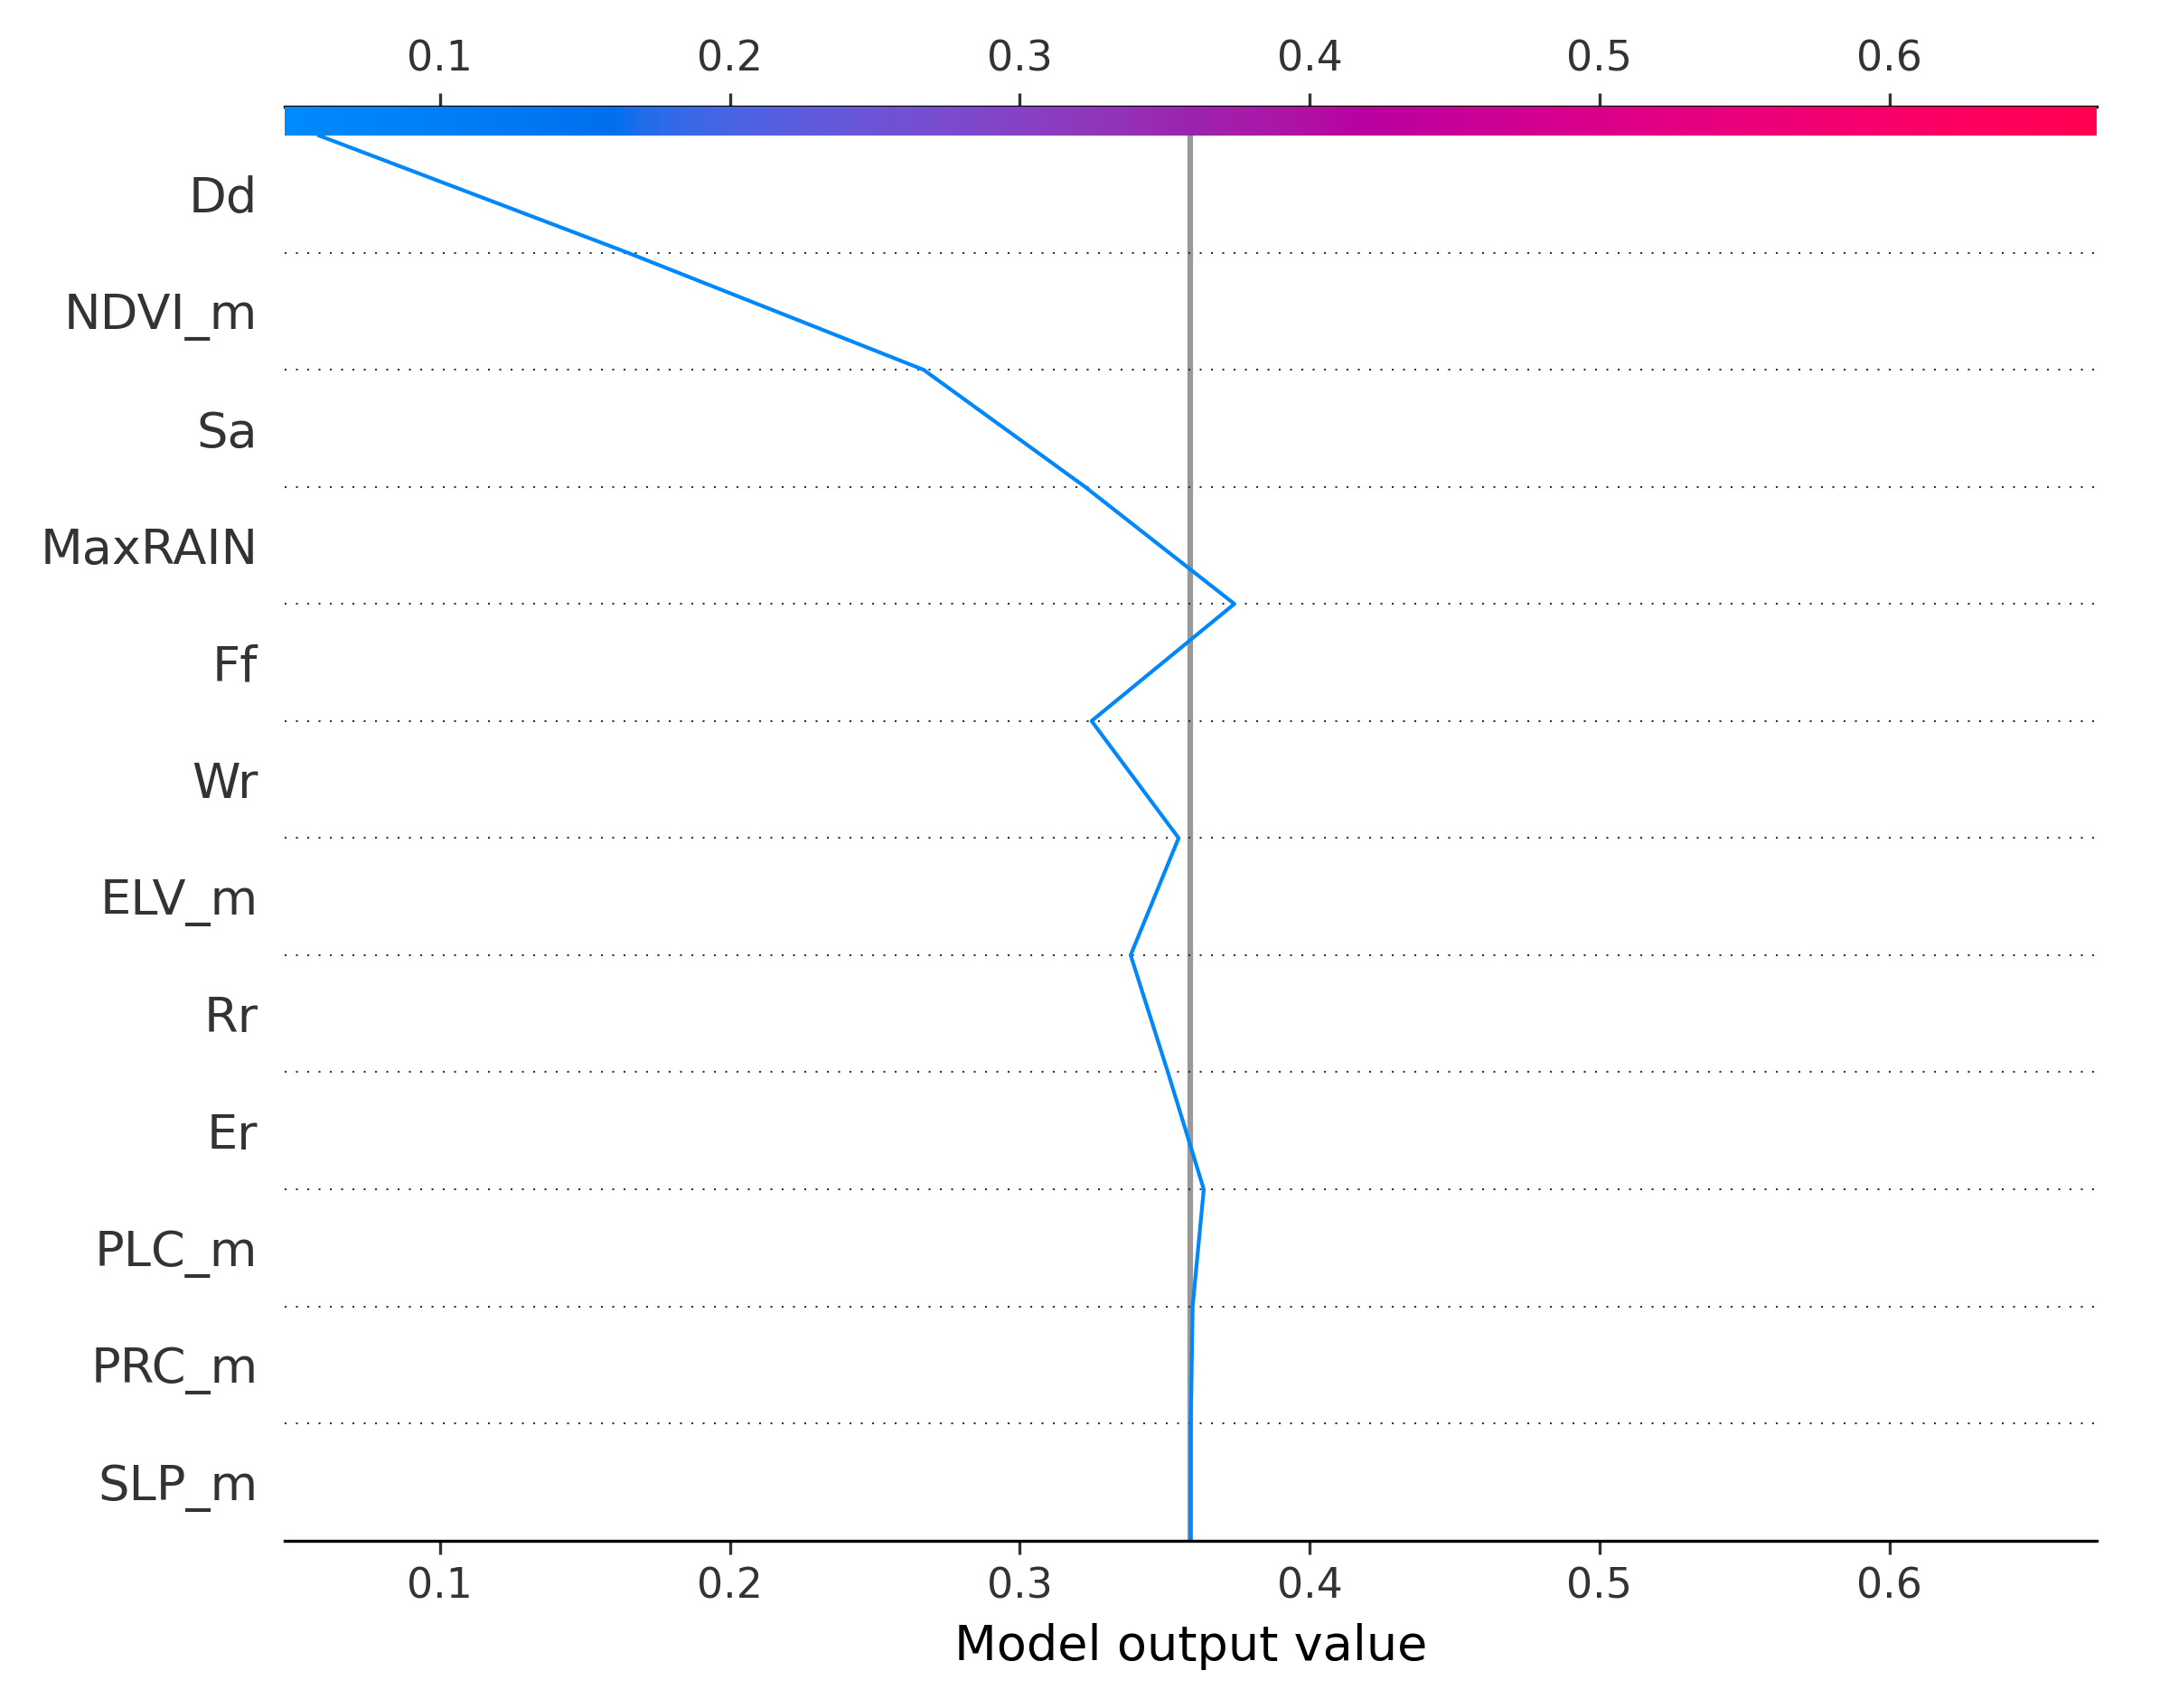 0.1 0.2 0.3 0.4 0.5 0.6
Dd
NDVI_m
Sa
MaxRAIN
Ff
Wr
ELV_m
Rr
Er
PLC_m
PRC_m
SLP_m
0.1 0.2 0.3 0.4 0.5 0.6
Model output value